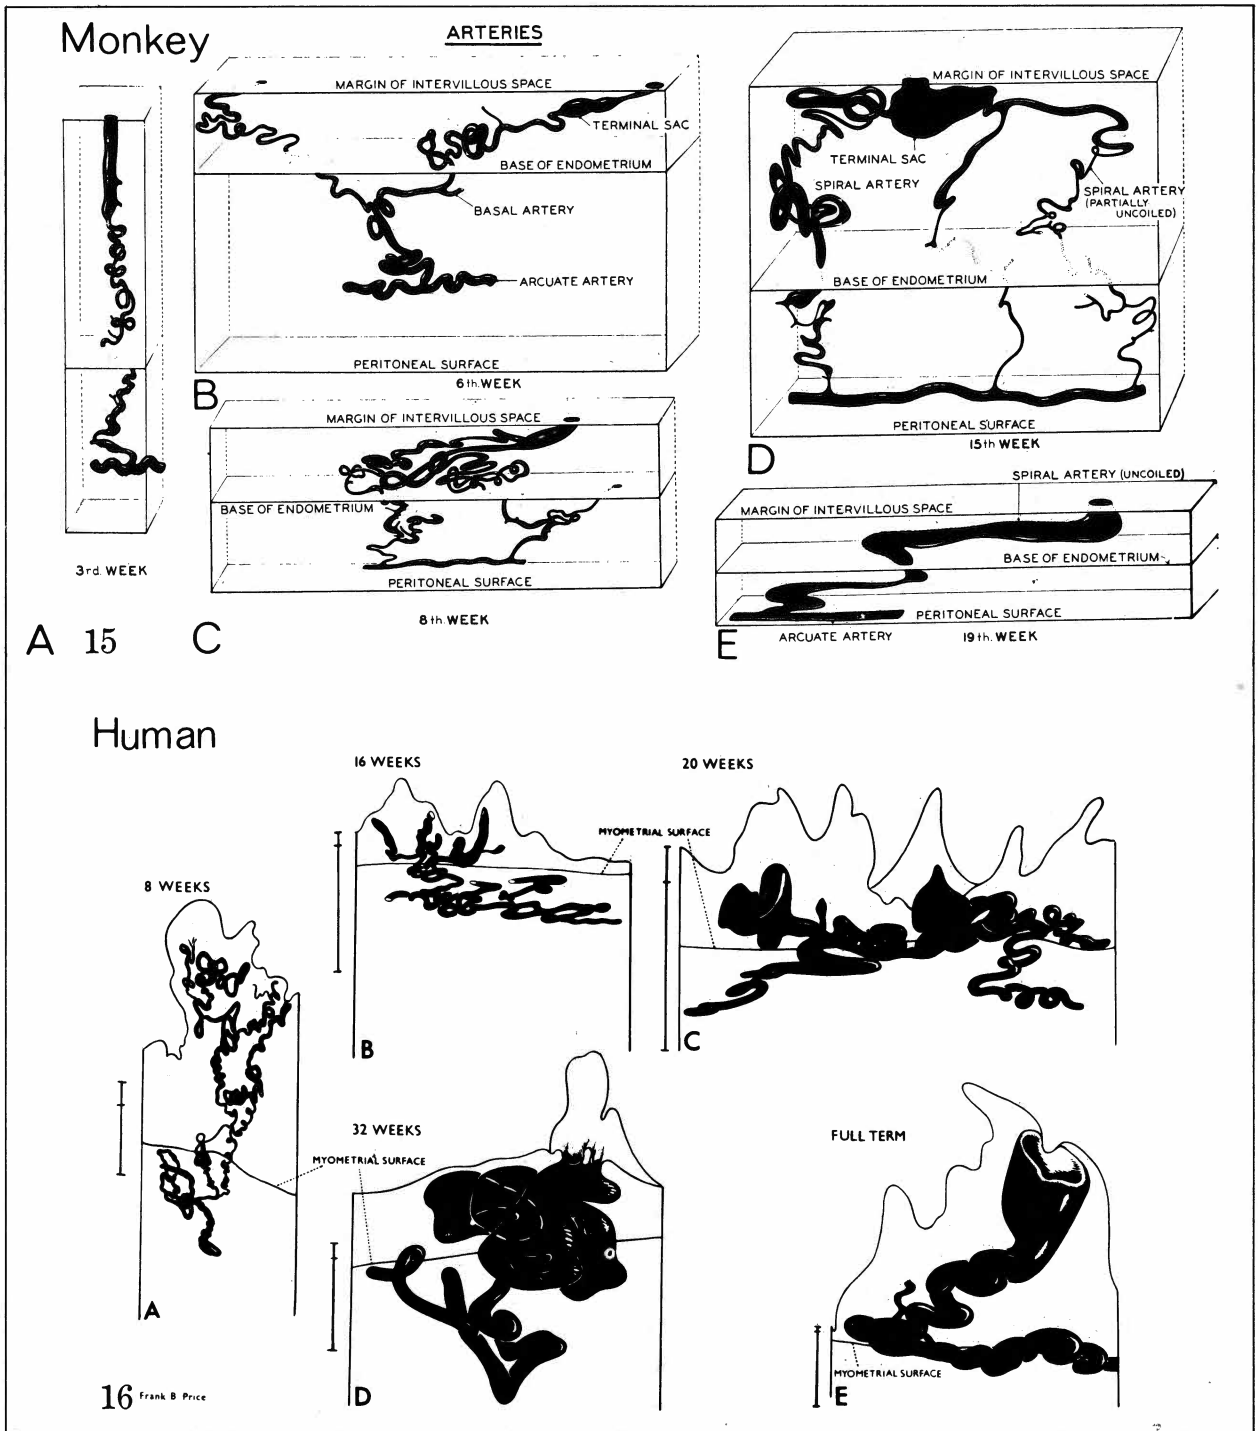 Monkey
ARTERIES
MARGIN OF INTERVILLOUS SPACE
TERMINAL SAC
BASE OF ENDOMETRIUM
BASAL ARTERY
ARCUATE ARTERY
PERITONEAL SURFACE
6th. WEEK
B
MARGIN OF INTERVILLOUS SPACE
TERMINAL SAC
SPIRAL ARTERY
SPIRAL ARTERY
(PARTIALLY
UNCOILED)
BASE OF ENDOMETRIUM
PERITONEAL SURFACE
15th WEEK
D
3rd. WEEK
A 15
MARGIN OF INTERVILLOUS SPACE
BASE OF ENDOMETRIUM
PERITONEAL SURFACE
8th. WEEK
C
SPIRAL ARTERY (UNCOILED)
MARGIN OF INTERVILLOUS SPACE
BASE OF ENDOMETRIUM
PERITONEAL SURFACE
ARCUATE ARTERY
19th. WEEK
E
Human
8 WEEKS
A
16 WEEKS
MYOMETRIAL SURFACE
B
20 WEEKS
C
32 WEEKS
MYOMETRIAL SURFACE
D
FULL TERM
MYOMETRIAL SURFACE
E
16 Frank B Price